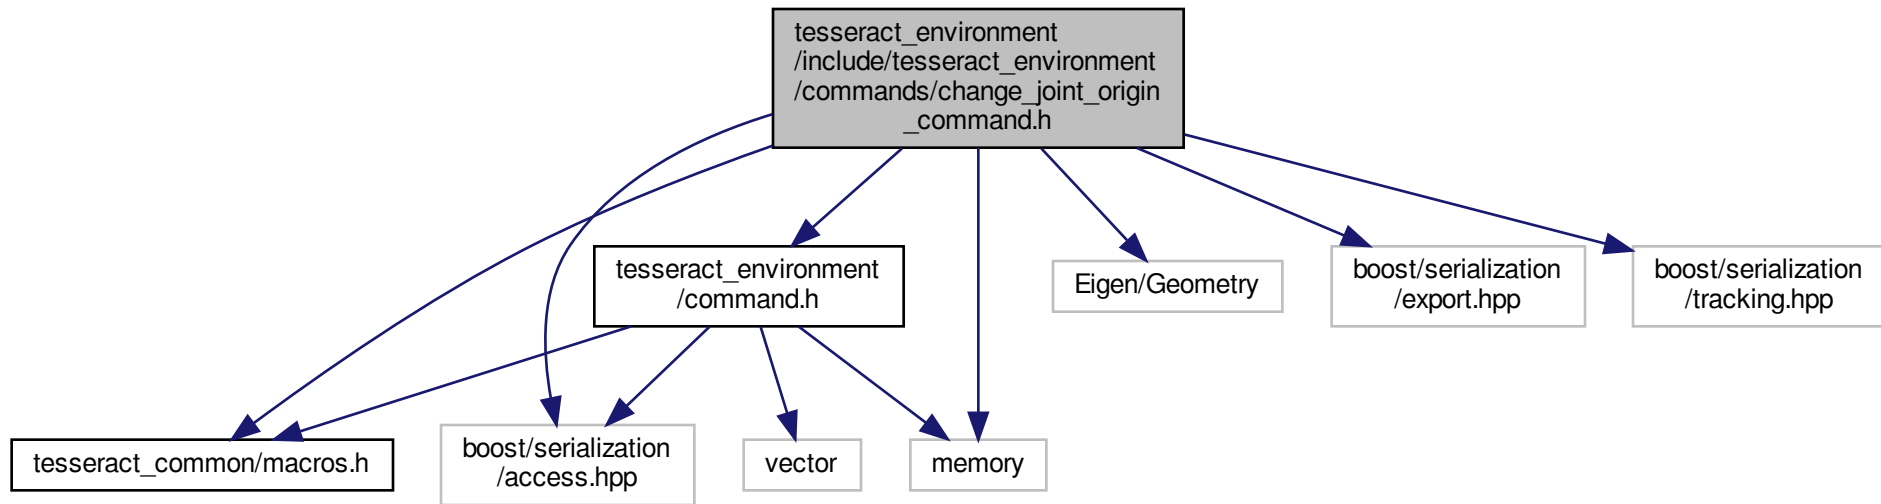 tesseract_environment
/include/tesseract_environment
/commands/change_joint_origin
_command.h
tesseract_environment
/command.h
Eigen/Geometry
boost/serialization
/export.hpp
boost/serialization
/tracking.hpp
tesseract_common/macros.h
boost/serialization
/access.hpp
vector
memory